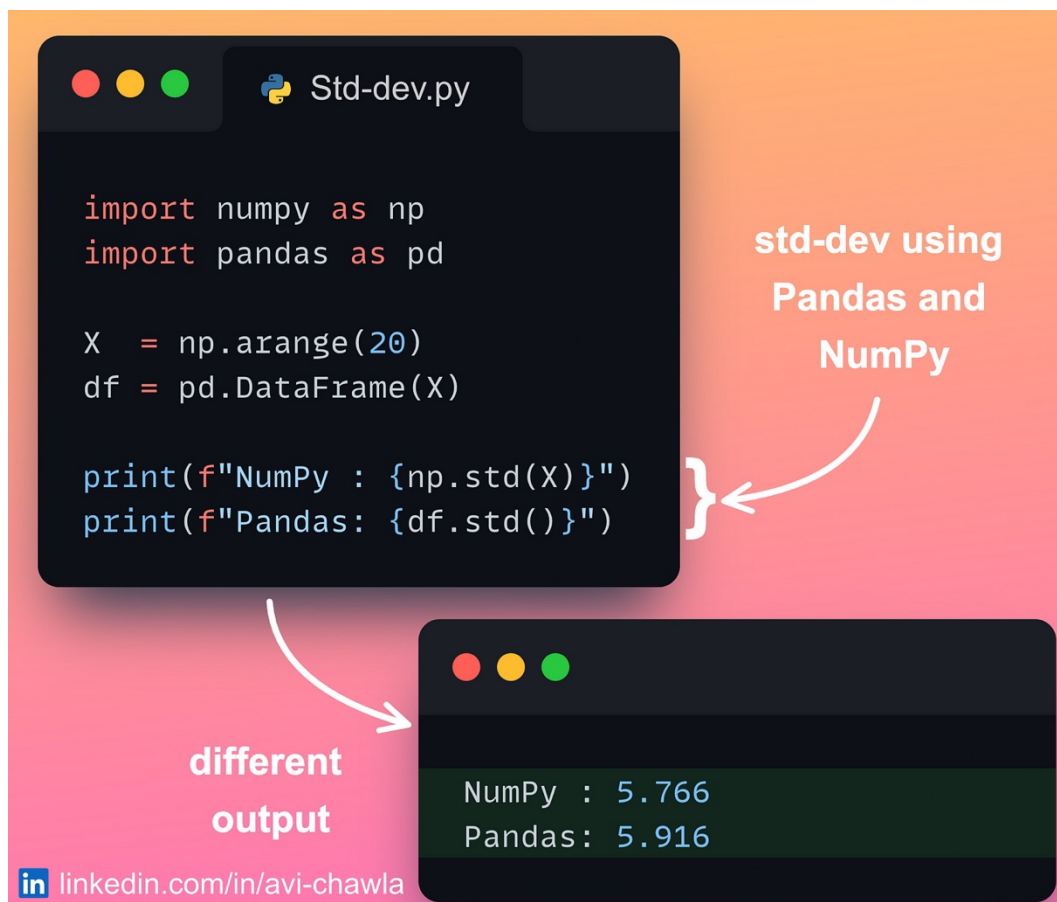 Std-dev.py
import numpy as np
import pandas as pd
X  = np.arange(20)
df = pd.DataFrame(X)
print(f"NumPy : {np.std(X)}")
print(f"Pandas: {df.std()}")
}
std-dev using
Pandas and
NumPy
different
output
NumPy : 5.766
Pandas: 5.916
in linkedin.com/in/avi-chawla